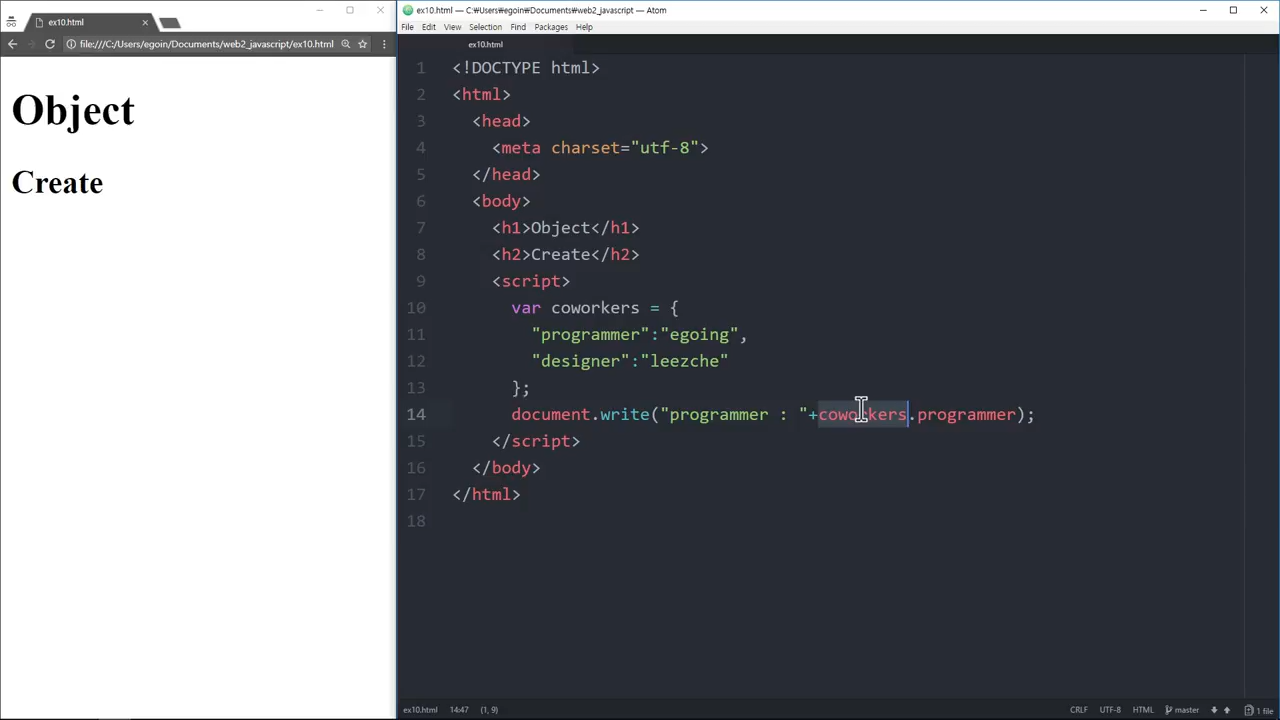 ex10.html
file:///C:/Users/egoin/Documents/web2_javascript/ex10.html
Object
Create
ex10.html — C:₩Users₩egoing₩Documents₩web2_javascript — Atom
File Edit View Selection Find Packages Help
ex10.html
1 <!DOCTYPE html>
2 <html>
3 <head>
4 <meta charset="utf-8">
5 </head>
6 <body>
7 <h1>Object</h1>
8 <h2>Create</h2>
9 <script>
10 var coworkers = {
11 "programmer":"egoing",
12 "designer":"leezche"
13 };
14 document.write("programmer : "+coworkers.programmer);
15 </script>
16 </body>
17 </html>
18
ex10.html 14:47 (1, 9) CRLF UTF-8 HTML master 1 file